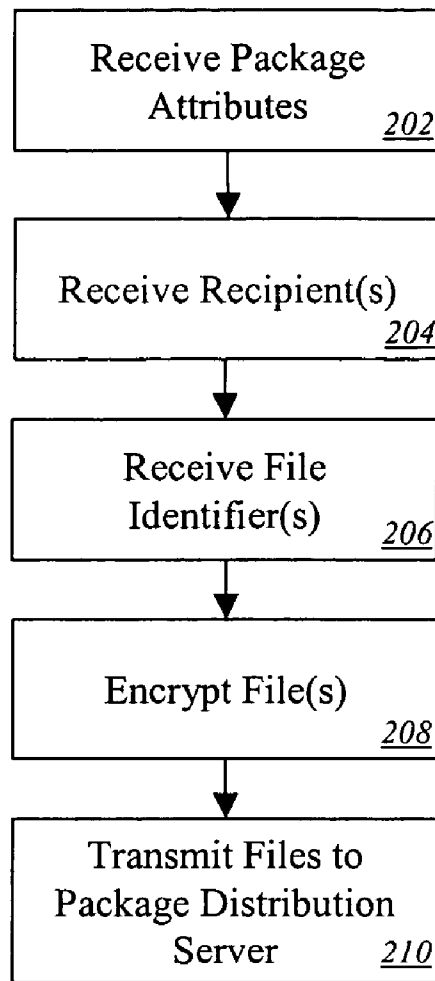 Receive Package
Attributes
202
Receive Recipient(s)
204
Receive File
Identifier(s)
206
Encrypt File(s)
208
Transmit Files to
Package Distribution
Server
210